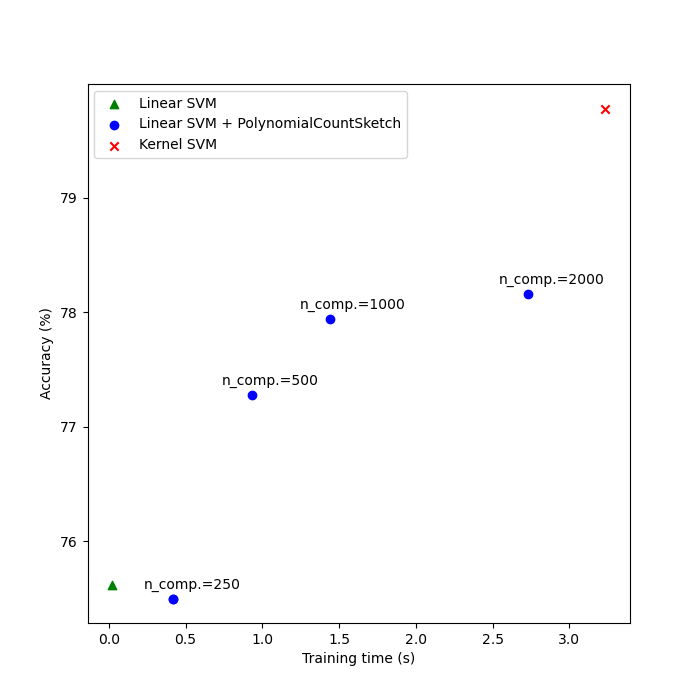 Linear SVM
Linear SVM + PolynomialCountSketch
Kernel SVM
79
78
77
76
Accuracy (%)
n_comp.=2000
n_comp.=1000
n_comp.=500
n_comp.=250
0.0 0.5 1.0 1.5 2.0 2.5 3.0
Training time (s)